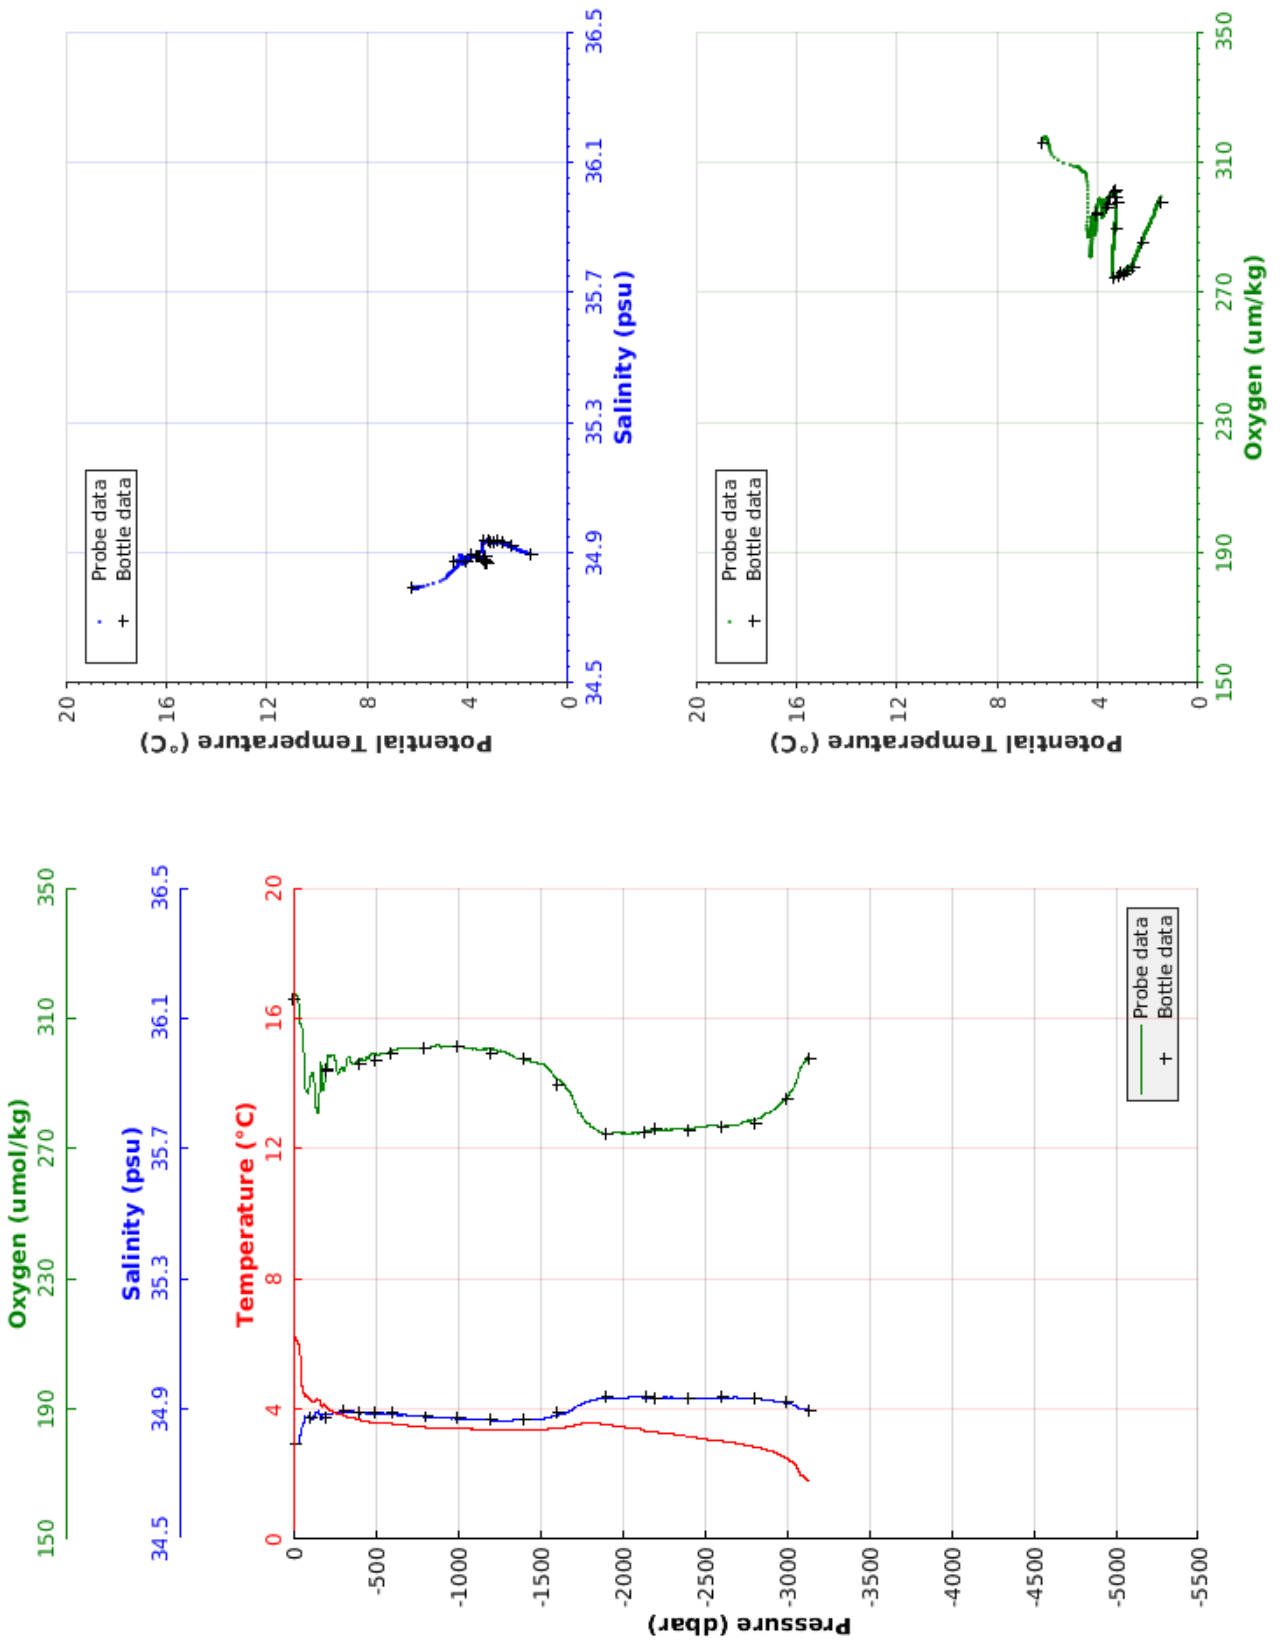 Oxygen (umol/kg)
150 190 230 270 310 350
Salinity (psu)
34.5 34.9 35.3 35.7 36.1 36.5
Temperature (°C)
0 4 8 12 16 20
Pressure (dbar)
0
-500
-1000
-1500
-2000
-2500
-3000
-3500
-4000
-4500
-5000
-5500
Probe data
Bottle data
Potential Temperature (°C)
20
16
12
8
4
0
Probe data
Bottle data
34.5 34.9 35.3 35.7 36.1 36.5
Salinity (psu)
Potential Temperature (°C)
20
16
12
8
4
0
Probe data
Bottle data
150 190 230 270 310 350
Oxygen (um/kg)